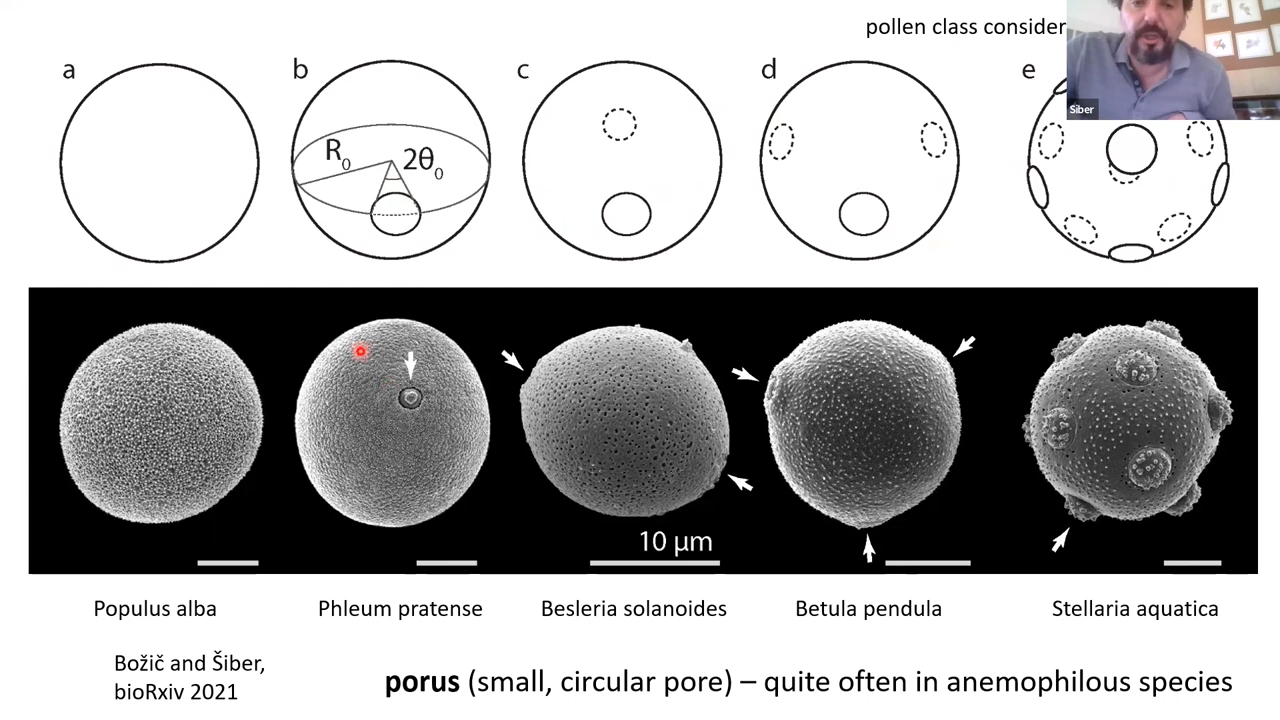 pollen class consider
a
b
c
d
e
Siber
R₀
2θ₀
10 μm
Populus alba
Phleum pratense
Besleria solanoides
Betula pendula
Stellaria aquatica
Božič and Šiber,
bioRxiv 2021
porus (small, circular pore) – quite often in anemophilous species